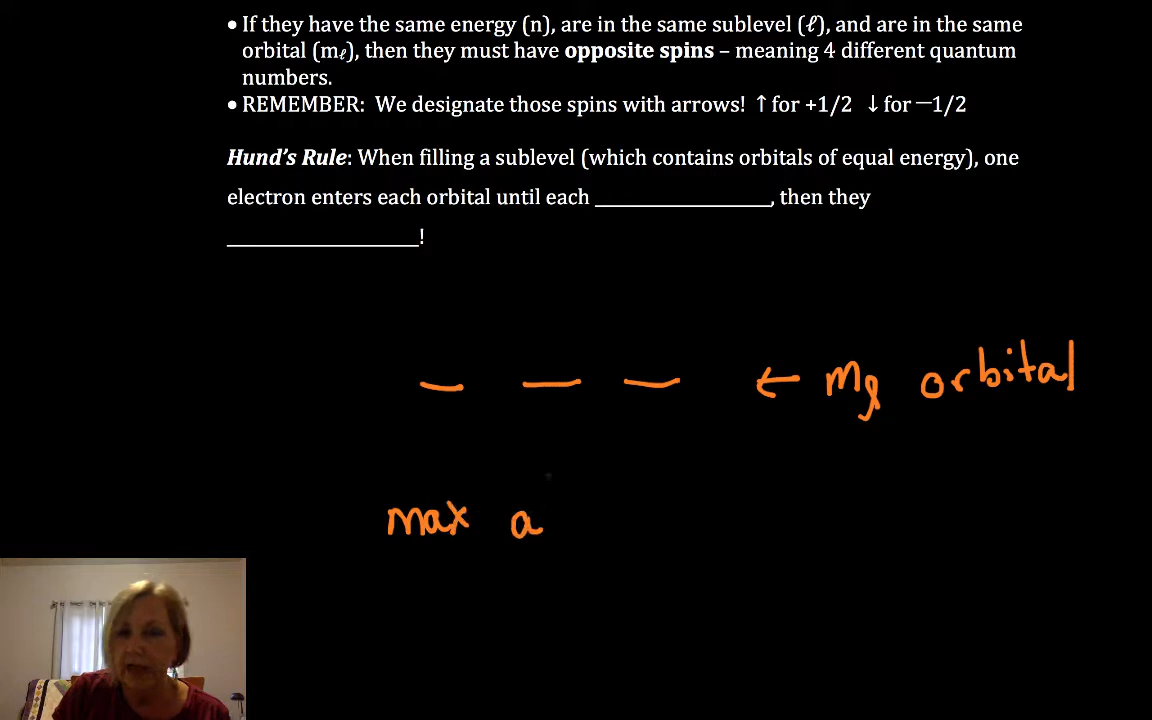 • If they have the same energy (n), are in the same sublevel (ℓ), and are in the same
orbital (mℓ), then they must have opposite spins – meaning 4 different quantum
numbers.
• REMEMBER:  We designate those spins with arrows! ↑ for +1/2  ↓ for —1/2
Hund's Rule: When filling a sublevel (which contains orbitals of equal energy), one
electron enters each orbital until each __________________, then they
____________________!
_ _ _ ← mℓ orbital
max a